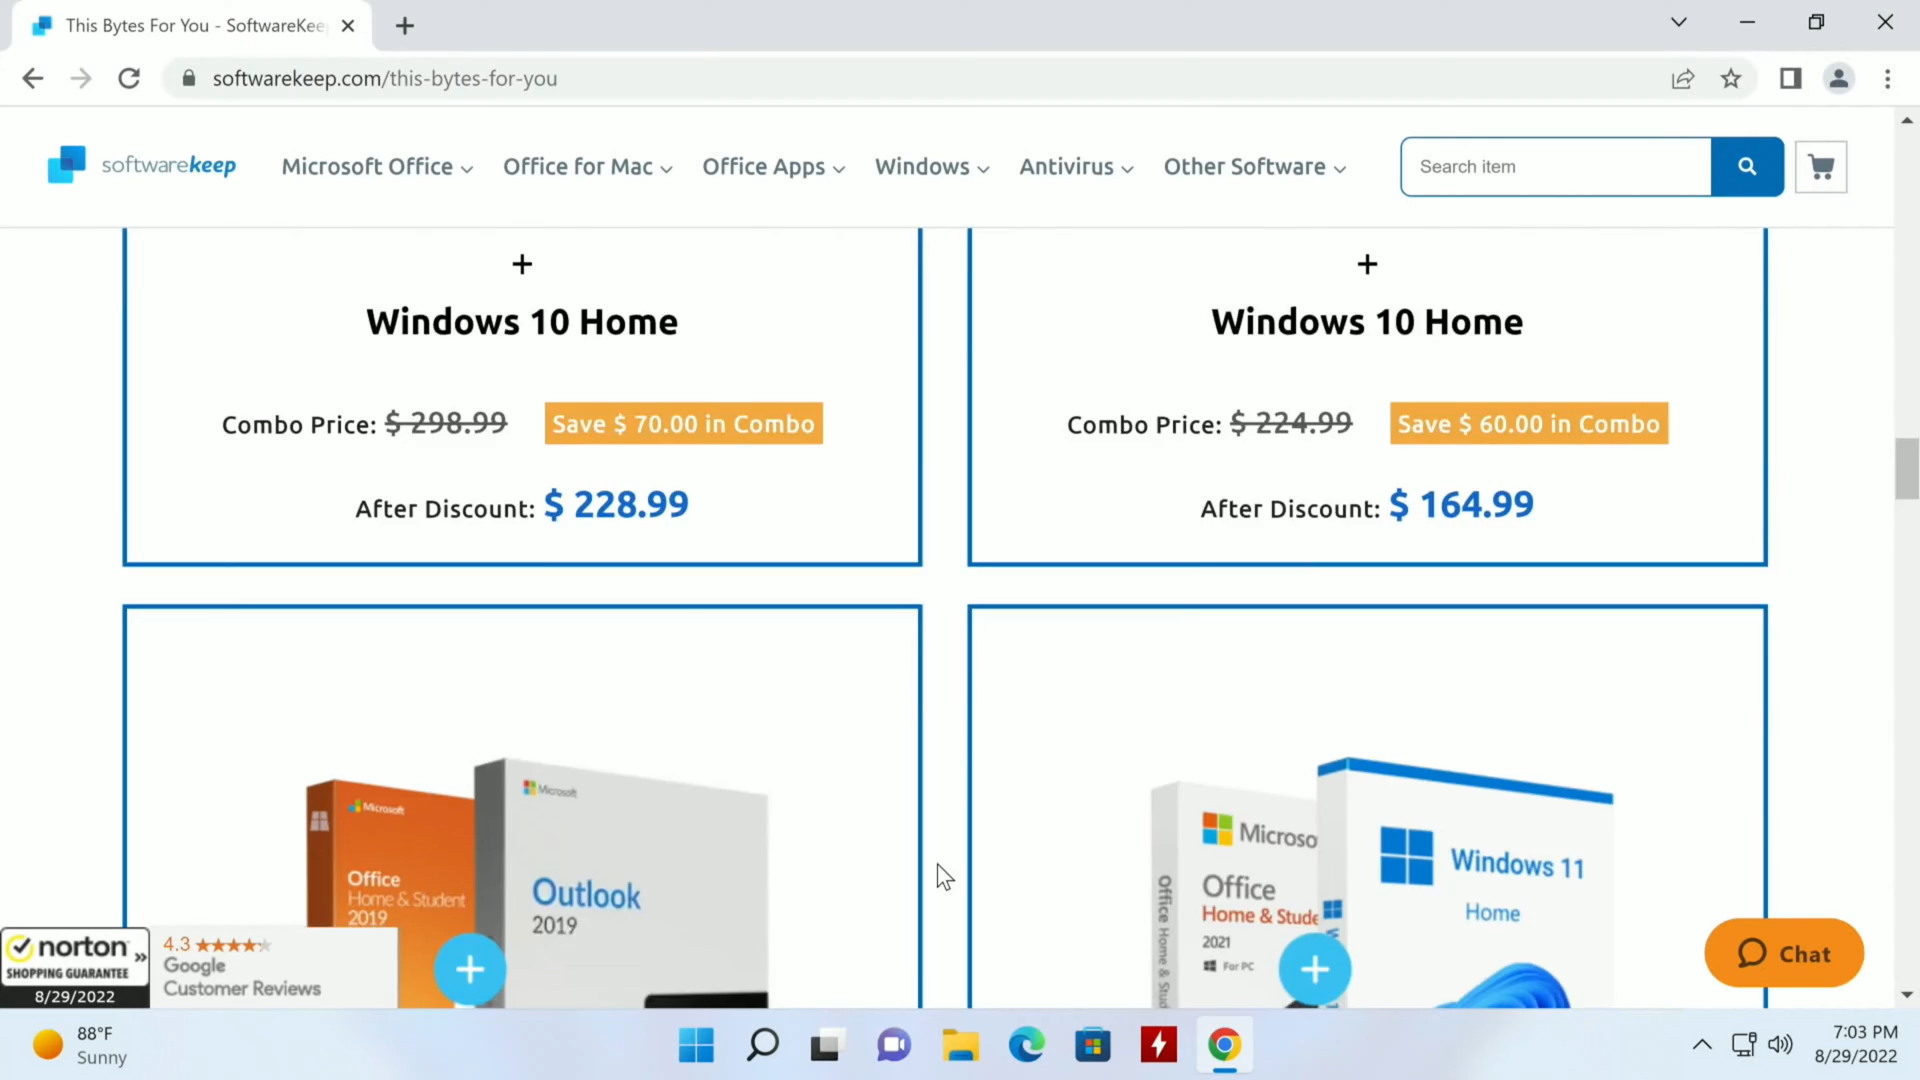 This Bytes For You - SoftwareKee
softwarekeep.com/this-bytes-for-you
softwarekeep
Microsoft Office
Office for Mac
Office Apps
Windows
Antivirus
Other Software
Search item
+
Windows 10 Home
Combo Price: $ 298.99
Save $ 70.00 in Combo
After Discount: $ 228.99
+
Windows 10 Home
Combo Price: $ 224.99
Save $ 60.00 in Combo
After Discount: $ 164.99
Microsoft
Office
Home & Student
2019
Microsoft
Outlook
2019
+
Microso
Office
Home & Stude
2021
For PC
Office Home & Stud
Windows 11
Home
+
norton
SHOPPING GUARANTEE
8/29/2022
4.3
Google
Customer Reviews
Chat
88°F
Sunny
7:03 PM
8/29/2022